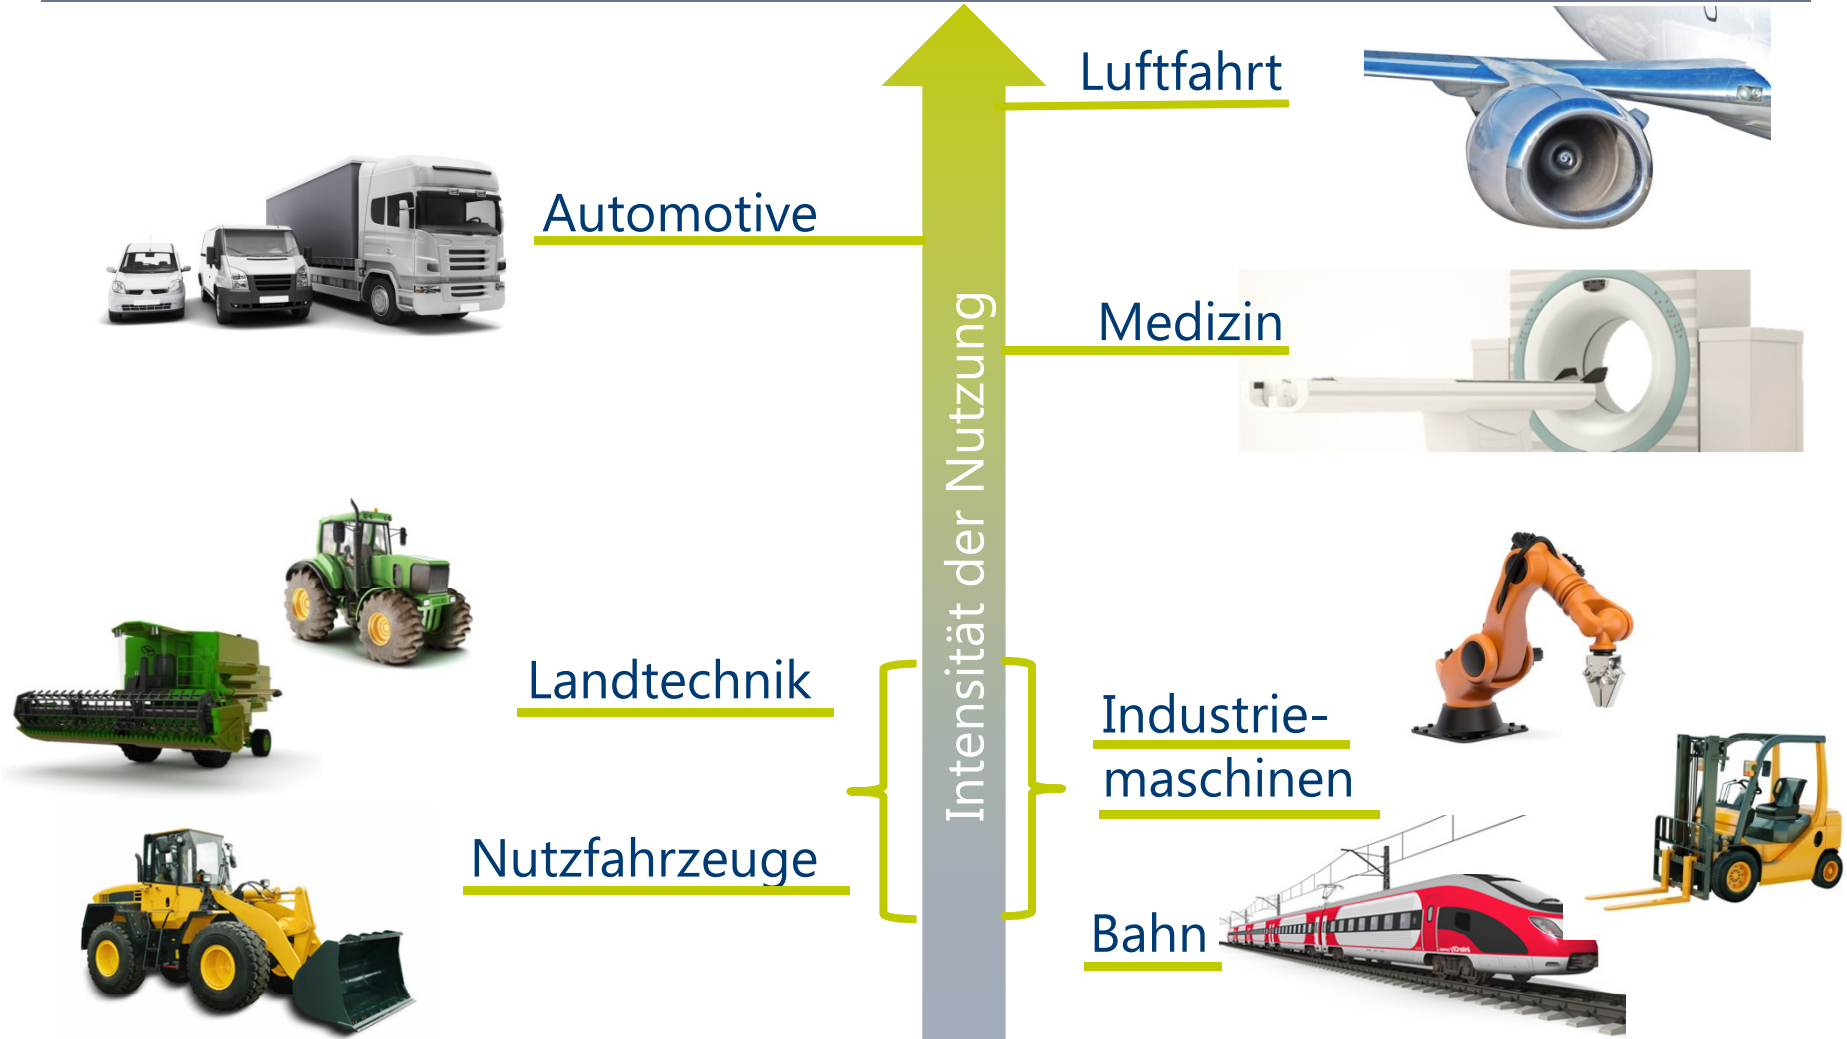 Luftfahrt
Automotive
Medizin
Intensität der Nutzung
Landtechnik
Industrie-
maschinen
Nutzfahrzeuge
Bahn